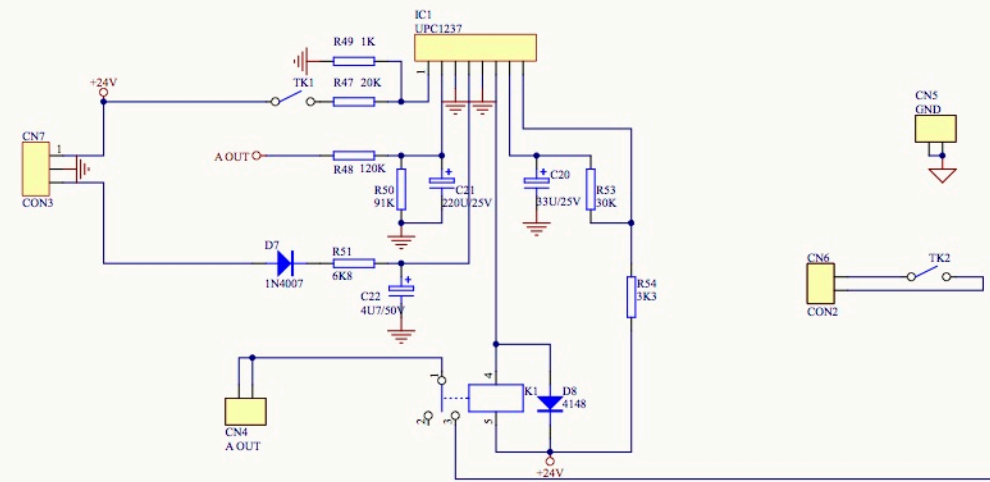 IC1
UPC1237
R49 1K
1
TK1
R47 20K
+24V
CN5
GND
CN7
1
CON3
A OUT
R48 120K
R50
91K
C21
220U/25V
C20
33U/25V
R53
30K
D7
1N4007
R51
6K8
C22
4U7/50V
R54
3K3
CN6
CON2
TK2
1
2
3
4
5
K1
D8
4148
CN4
A OUT
+24V